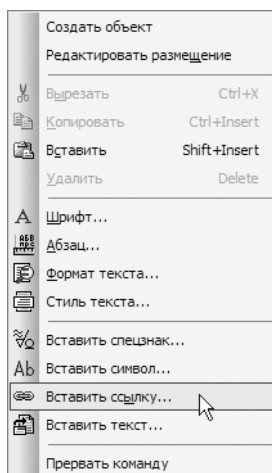 Создать объект
Редактировать размещение
Вырезать Ctrl+X
Копировать Ctrl+Insert
Вставить Shift+Insert
Удалить Delete
Шрифт...
Абзац...
Формат текста...
Стиль текста...
Вставить спецзнак...
Вставить символ...
Вставить ссылку...
Вставить текст...
Прервать команду